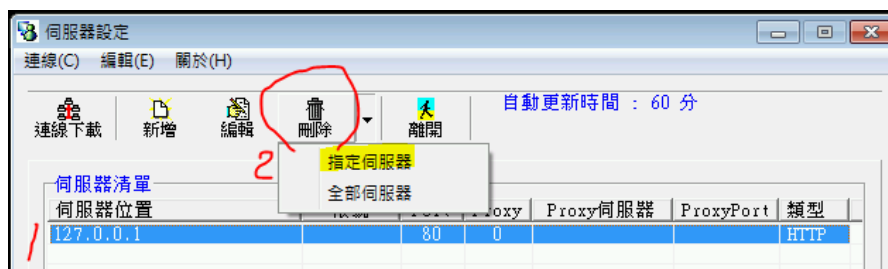 伺服器設定
連線(C) 編輯(E) 關於(H)
連線下載 新增 編輯 刪除 離開 自動更新時間 : 60 分
2
指定伺服器
全部伺服器
伺服器清單
伺服器位置 Proxy伺服器 ProxyPort 類型
1
127.0.0.1 80 0 HTTP